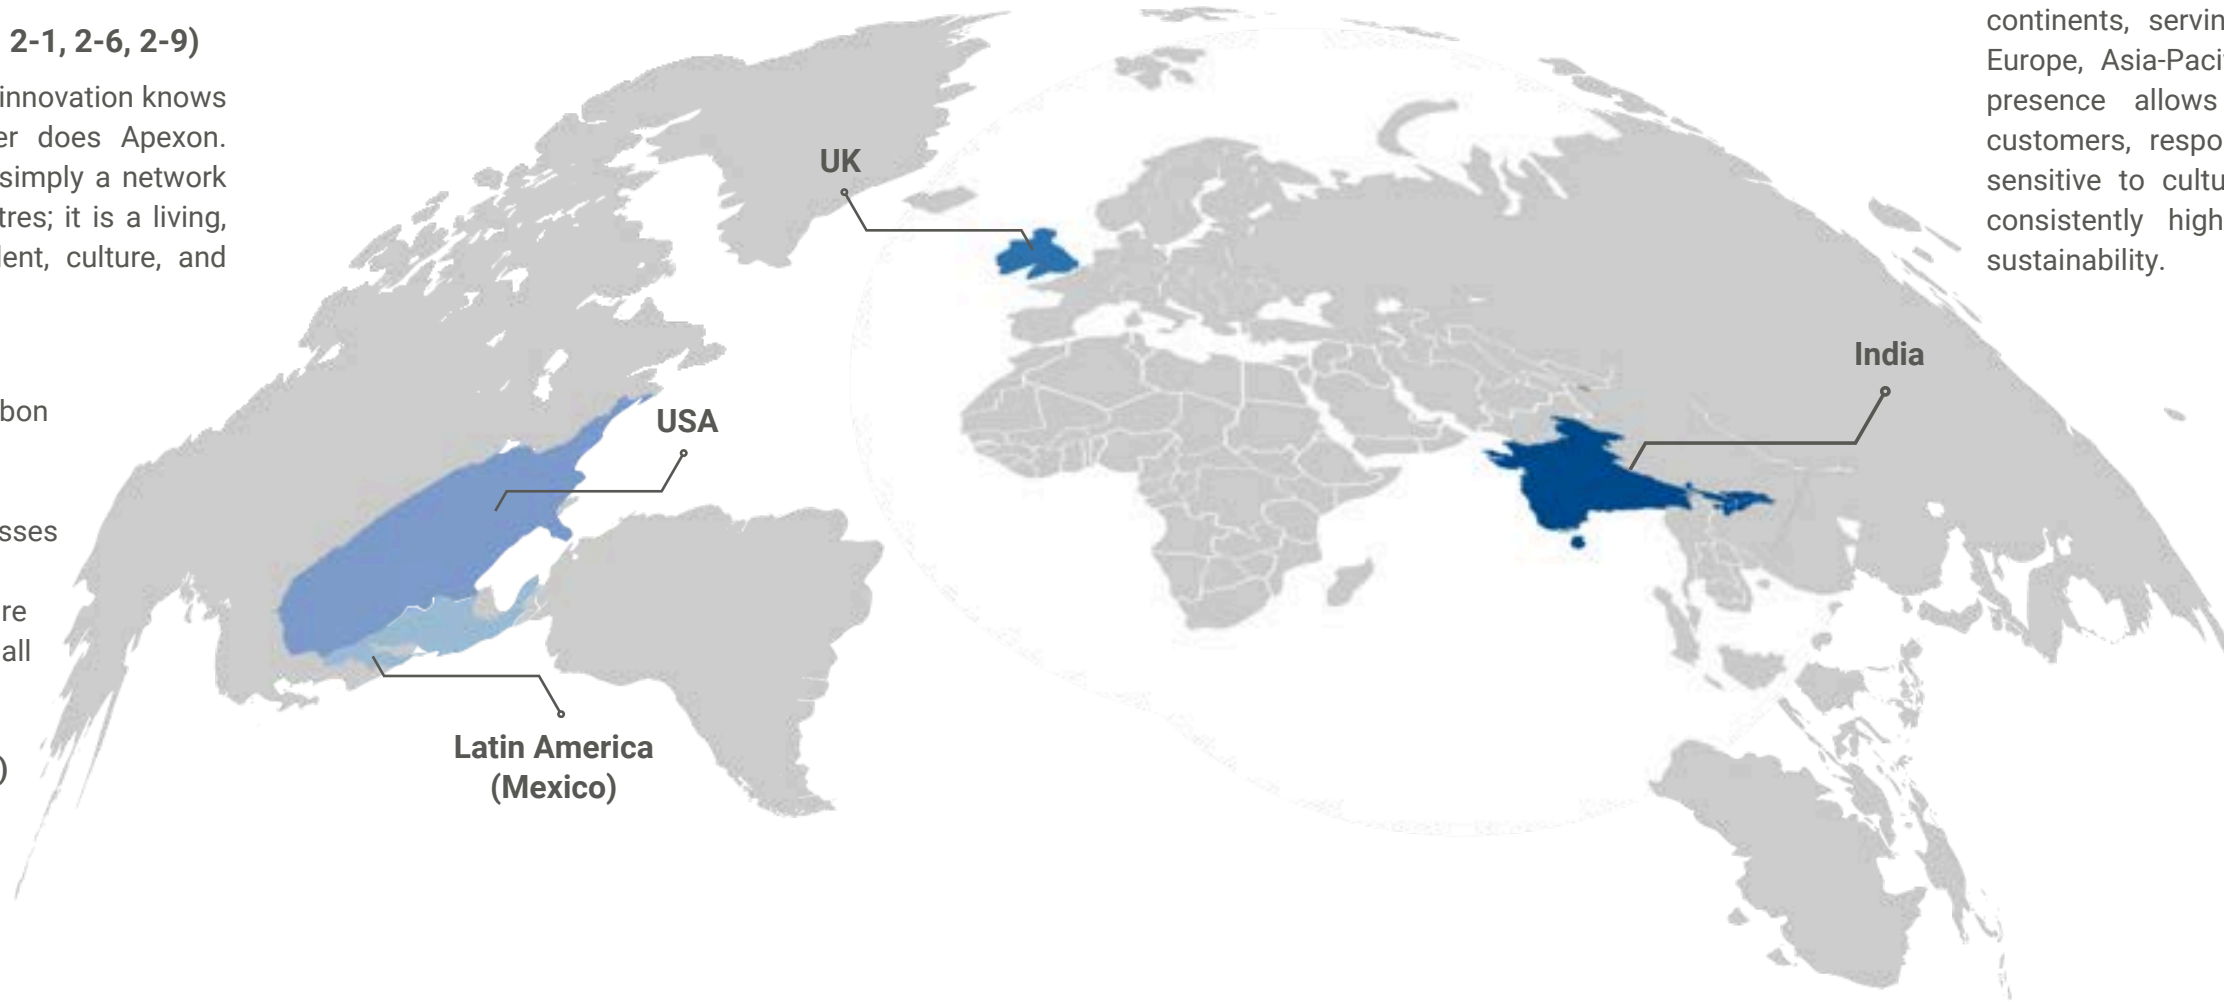 2-1, 2-6, 2-9)
innovation knows
er does Apexon.
simply a network
tres; it is a living,
lent, culture, and
bon
sses
re
all
)
UK
USA
Latin America
(Mexico)
India
continents, servin
Europe, Asia-Paci
presence allows
customers, respo
sensitive to cultu
consistently high
sustainability.